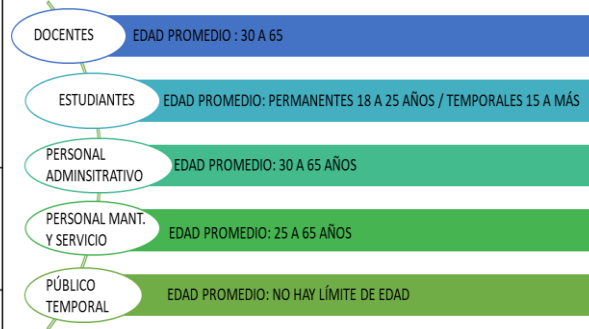 DOCENTES
EDAD PROMEDIO : 30 A 65
ESTUDIANTES
EDAD PROMEDIO: PERMANENTES 18 A 25 AÑOS / TEMPORALES 15 A MÁS
PERSONAL
ADMINSITRATIVO
EDAD PROMEDIO: 30 A 65 AÑOS
PERSONAL MANT.
Y SERVICIO
EDAD PROMEDIO: 25 A 65 AÑOS
PÚBLICO
TEMPORAL
EDAD PROMEDIO: NO HAY LÍMITE DE EDAD